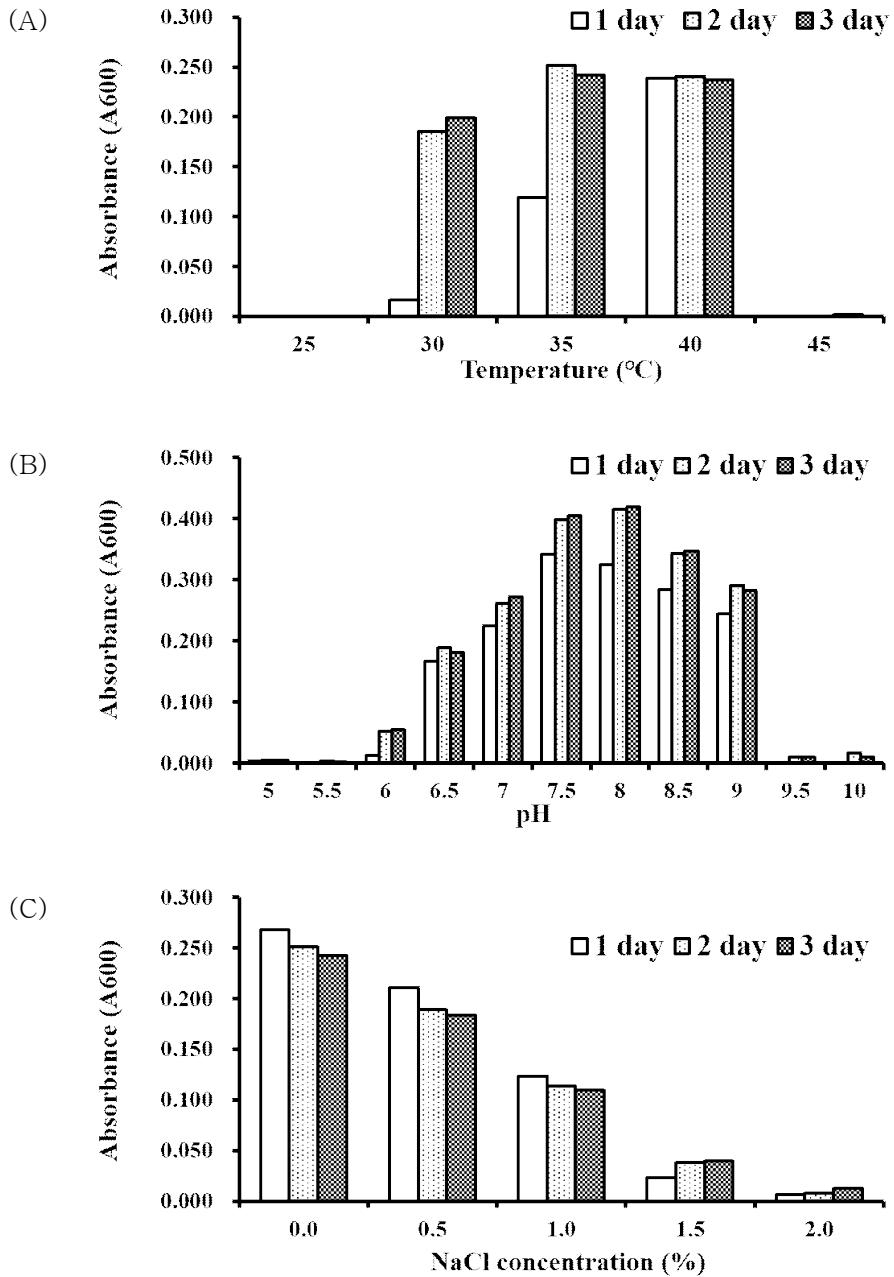 (A)
1 day 2 day 3 day
Absorbance (A600)
0.300
0.250
0.200
0.150
0.100
0.050
0.000
25 30 35 40 45
Temperature (°C)
(B)
1 day 2 day 3 day
Absorbance (A600)
0.500
0.400
0.300
0.200
0.100
0.000
5 5.5 6 6.5 7 7.5 8 8.5 9 9.5 10
pH
(C)
1 day 2 day 3 day
Absorbance (A600)
0.300
0.250
0.200
0.150
0.100
0.050
0.000
0.0 0.5 1.0 1.5 2.0
NaCl concentration (%)